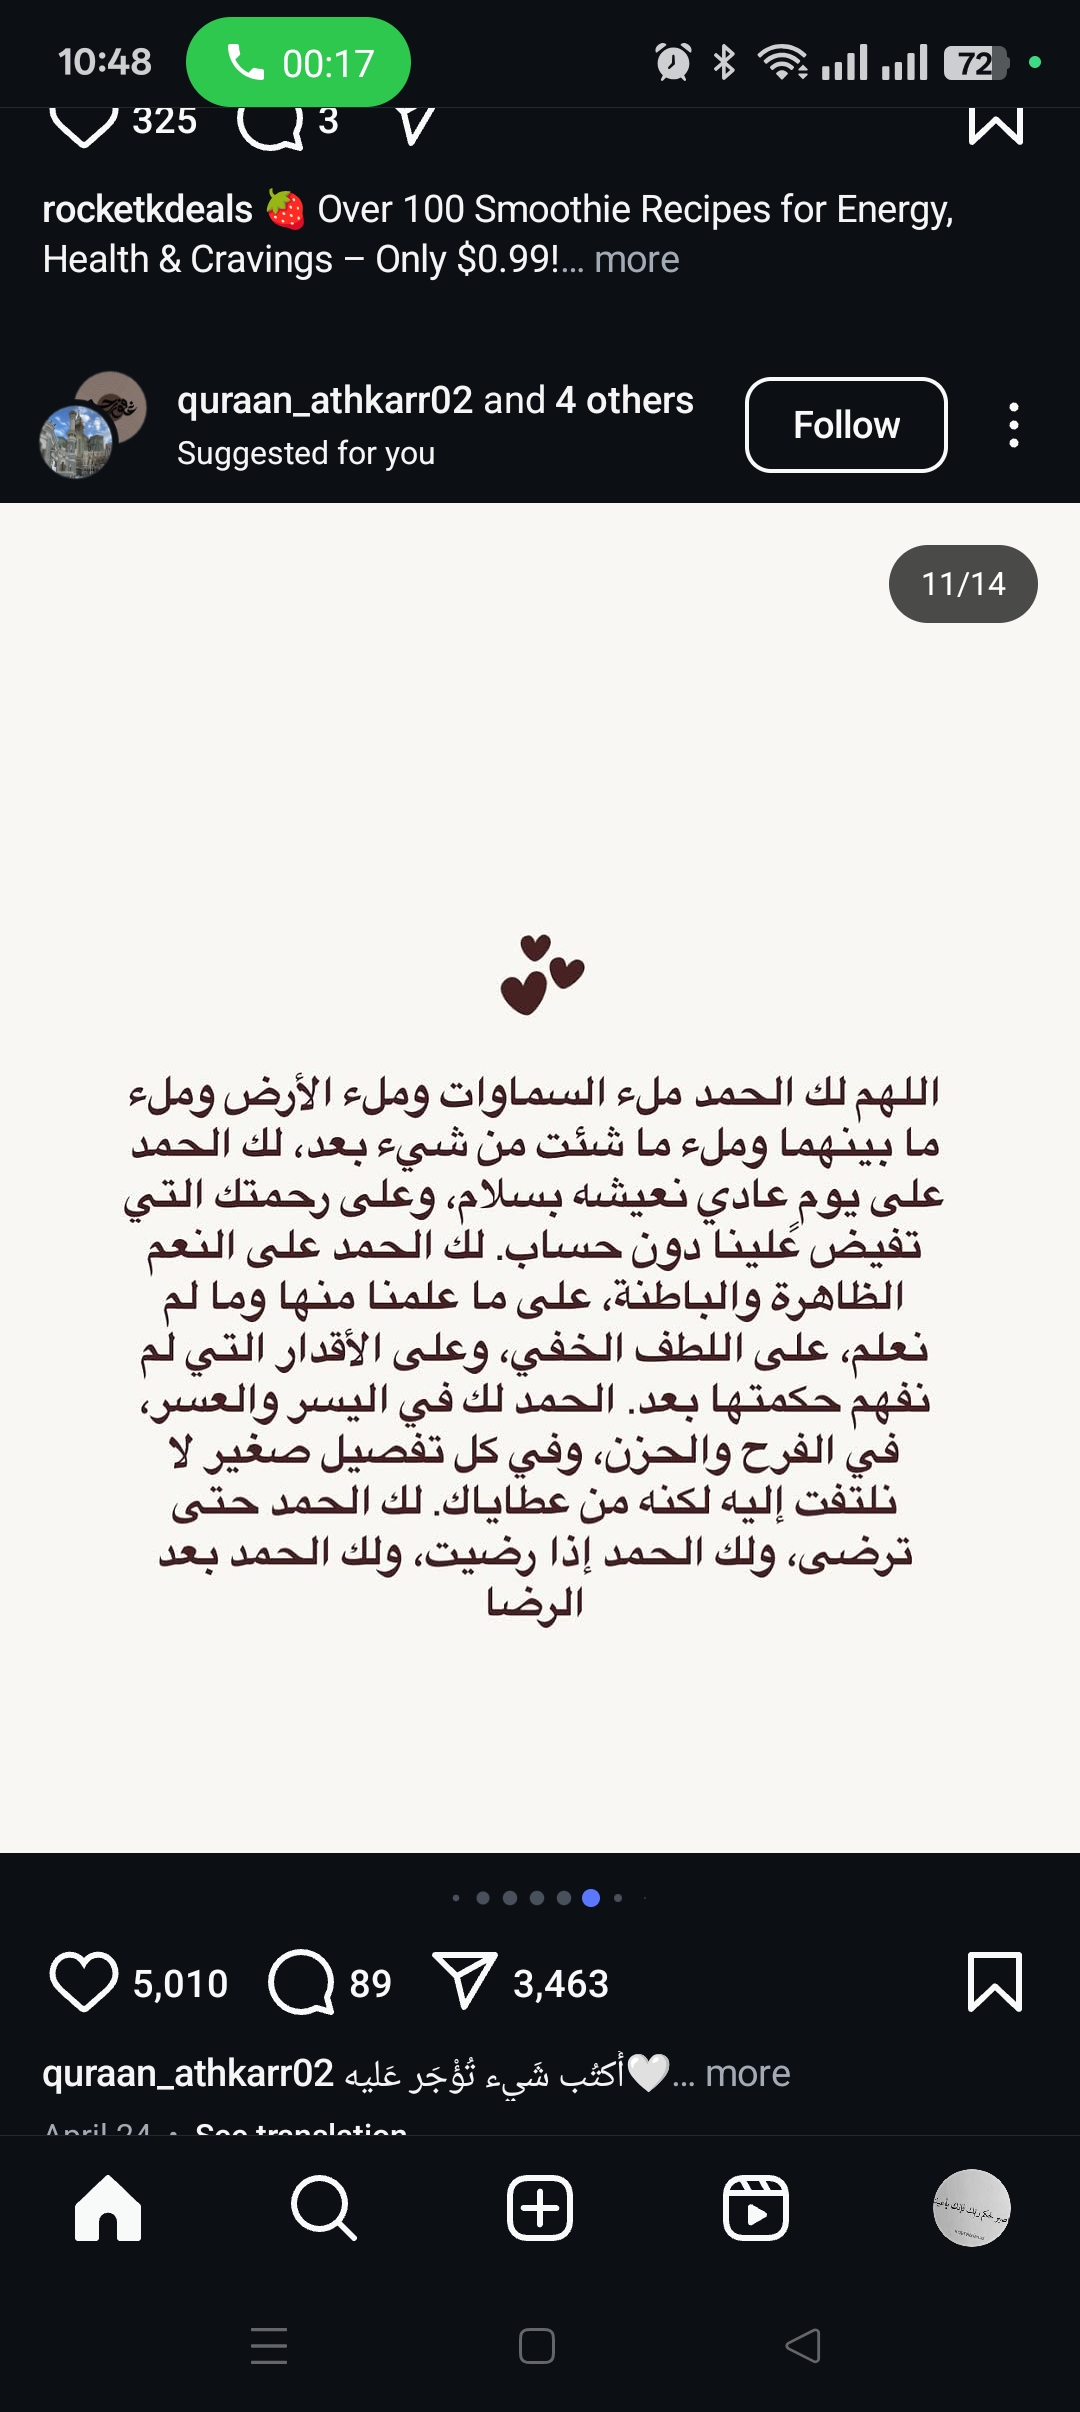 10:48 00:17 72
325 3
rocketkdeals 🍓 Over 100 Smoothie Recipes for Energy,
Health & Cravings – Only $0.99!... more
quraan_athkarr02 and 4 others
Suggested for you
Follow
11/14
اللهم لك الحمد ملء السماوات وملء الأرض وملء
ما بينهما وملء ما شئت من شيء بعد، لك الحمد
على يوم عادي نعيشه بسلام، وعلى رحمتك التي
تفيض علينا دون حساب. لك الحمد على النعم
الظاهرة والباطنة، على ما علمنا منها وما لم
نعلم، على اللطف الخفي، وعلى الأقدار التي لم
نفهم حكمتها بعد. الحمد لك في اليسر والعسر،
في الفرح والحزن، وفي كل تفصيل صغير لا
نلتفت إليه لكنه من عطاياك. لك الحمد حتى
ترضى، ولك الحمد إذا رضيت، ولك الحمد بعد
الرضا
5,010 89 3,463
quraan_athkarr02 أَكتُب شَيء تُؤْجَر عَليه🤍... more
April 24 • See translation